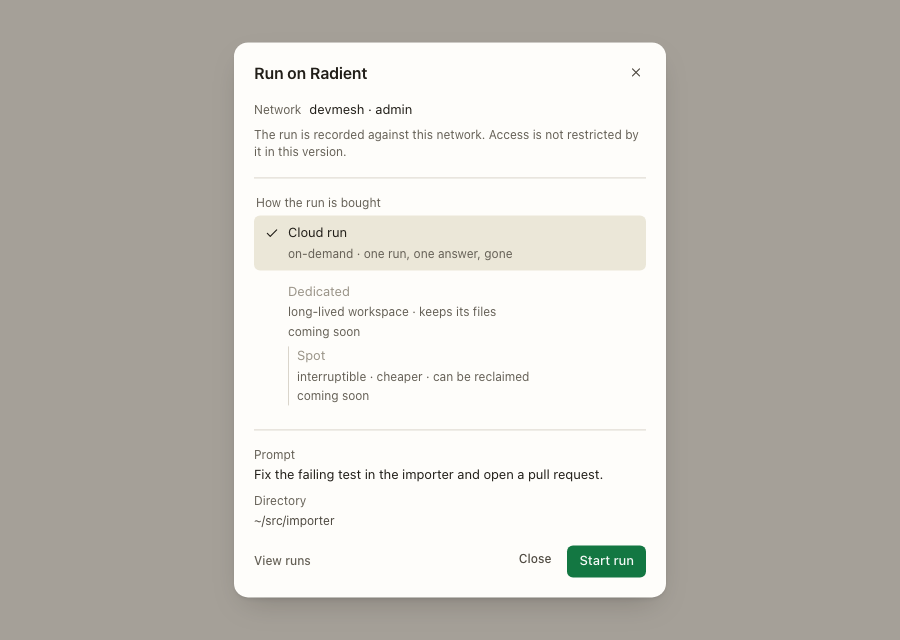 Run on Radient
Network devmesh · admin
The run is recorded against this network. Access is not restricted by
it in this version.
How the run is bought
Cloud run
on-demand · one run, one answer, gone
Dedicated
long-lived workspace · keeps its files
coming soon
Spot
interruptible · cheaper · can be reclaimed
coming soon
Prompt
Fix the failing test in the importer and open a pull request.
Directory
~/src/importer
View runs
Close
Start run